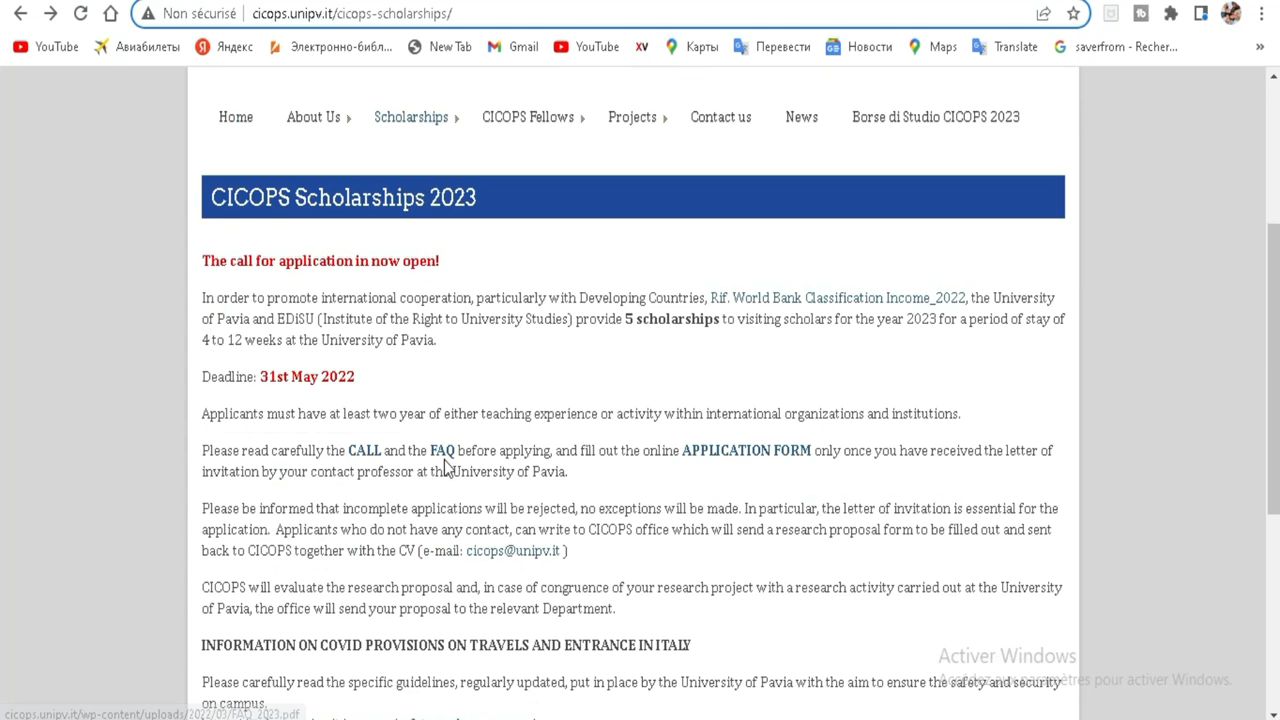 Non sécurisé cicops.unipv.it/cicops-scholarships/
YouTube Авиабилеты Яндекс Электронно-библ... New Tab Gmail YouTube XV Карты Перевести Новости Maps Translate saverfrom - Recher... »
Home About Us Scholarships CICOPS Fellows Projects Contact us News Borse di Studio CICOPS 2023
CICOPS Scholarships 2023
The call for application in now open!
In order to promote international cooperation, particularly with Developing Countries, Rif. World Bank Classification Income_2022, the University
of Pavia and EDiSU (Institute of the Right to University Studies) provide 5 scholarships to visiting scholars for the year 2023 for a period of stay of
4 to 12 weeks at the University of Pavia.
Deadline: 31st May 2022
Applicants must have at least two year of either teaching experience or activity within international organizations and institutions.
Please read carefully the CALL and the FAQ before applying, and fill out the online APPLICATION FORM only once you have received the letter of
invitation by your contact professor at the University of Pavia.
Please be informed that incomplete applications will be rejected, no exceptions will be made. In particular, the letter of invitation is essential for the
application. Applicants who do not have any contact, can write to CICOPS office which will send a research proposal form to be filled out and sent
back to CICOPS together with the CV (e-mail: cicops@unipv.it )
CICOPS will evaluate the research proposal and, in case of congruence of your research project with a research activity carried out at the University
of Pavia, the office will send your proposal to the relevant Department.
INFORMATION ON COVID PROVISIONS ON TRAVELS AND ENTRANCE IN ITALY
Activer Windows
Accédez aux paramètres pour activer Windows.
Please carefully read the specific guidelines, regularly updated, put in place by the University of Pavia with the aim to ensure the safety and security
on campus.
cicops.unipv.it/wp-content/uploads/2022/03/FAQ_2023.pdf